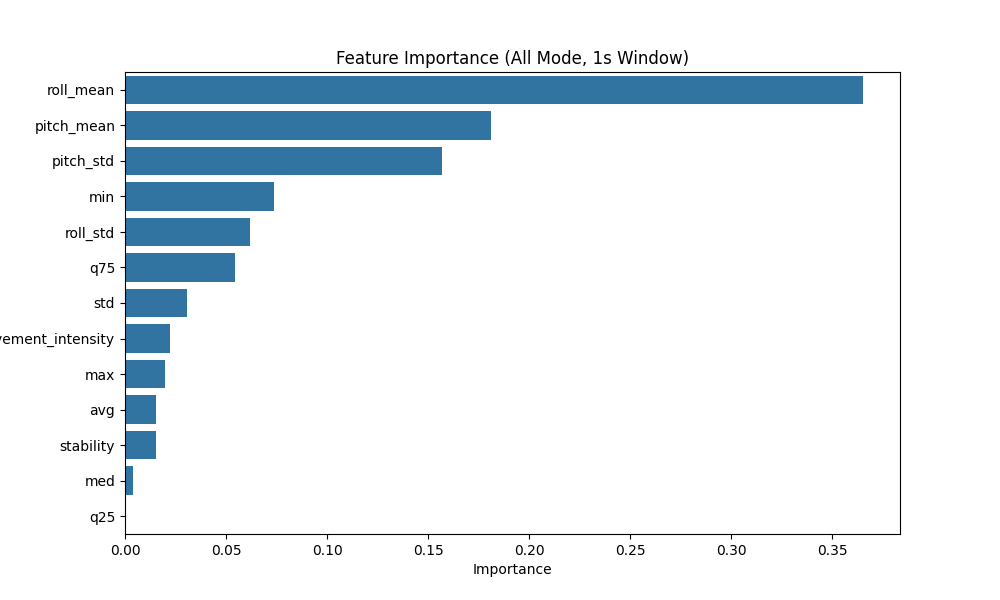 Feature Importance (All Mode, 1s Window)
roll_mean
pitch_mean
pitch_std
min
roll_std
q75
std
vement_intensity
max
avg
stability
med
q25
0.00 0.05 0.10 0.15 0.20 0.25 0.30 0.35
Importance